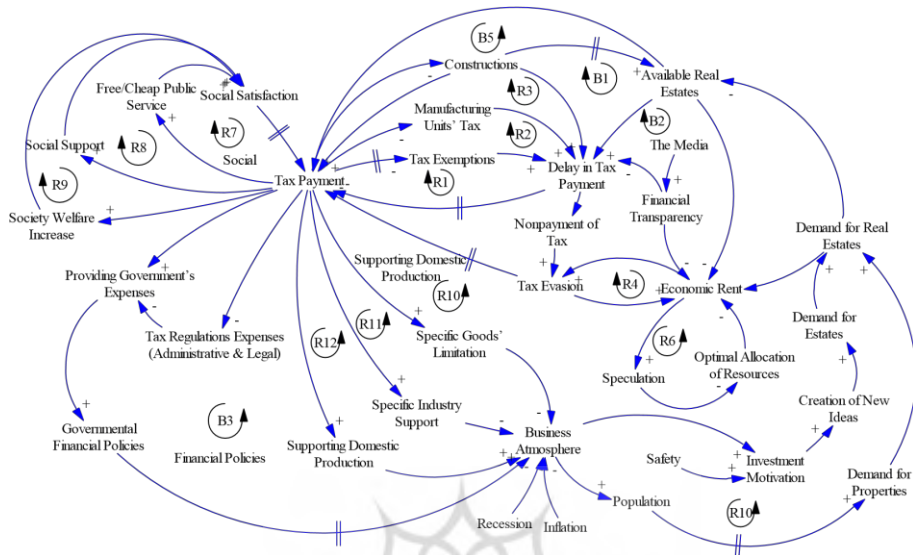 B5
Constructions
B1
Available Real
Estates
Free/Cheap Public
Service
Social Satisfaction
R3
Manufacturing
Units' Tax
R2
B2
The Media
Social Support
R8
R7
Social
Tax Exemptions
R1
Delay in Tax
Payment
Tax Payment
R9
Financial
Transparency
Society Welfare
Increase
Nonpayment of
Tax
Demand for Real
Estates
Providing Government's
Expenses
Supporting Domestic
Production
R10
Tax Evasion
R4
Economic Rent
Tax Regulations Expenses
(Administrative & Legal)
R12
R11
Specific Goods'
Limitation
R6
Demand for
Estates
Speculation
Optimal Allocation
of Resources
Creation of New
Ideas
Governmental
Financial Policies
B3
Financial Policies
Specific Industry
Support
Supporting Domestic
Production
Business
Atmosphere
Safety
Investment
Motivation
Demand for
Properties
Population
R10
Recession
Inflation